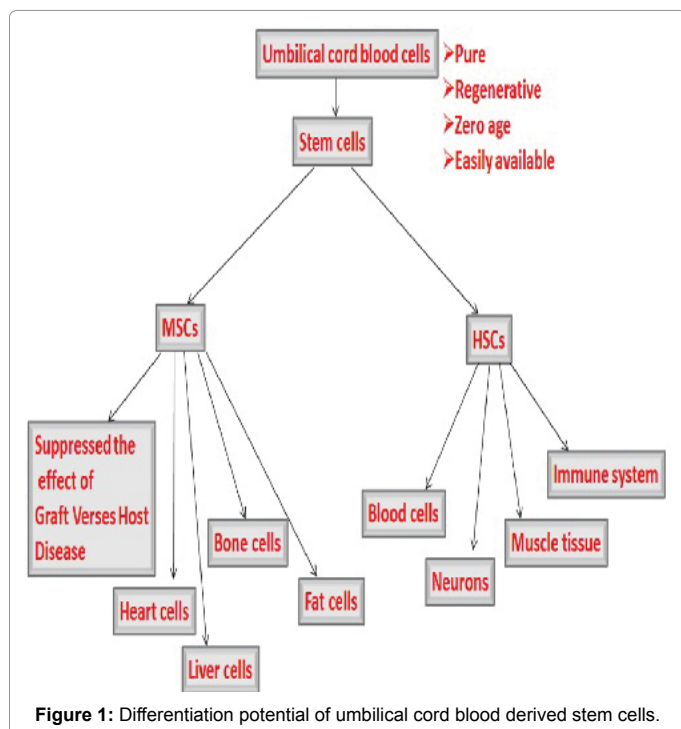 Umbilical cord blood cells
➢Pure
➢Regenerative
➢Zero age
➢Easily available
Stem cells
MSCs
HSCs
Suppressed the
effect of
Graft Verses Host
Disease
Heart cells
Liver cells
Bone cells
Fat cells
Blood cells
Neurons
Muscle tissue
Immune system
Figure 1: Differentiation potential of umbilical cord blood derived stem cells.